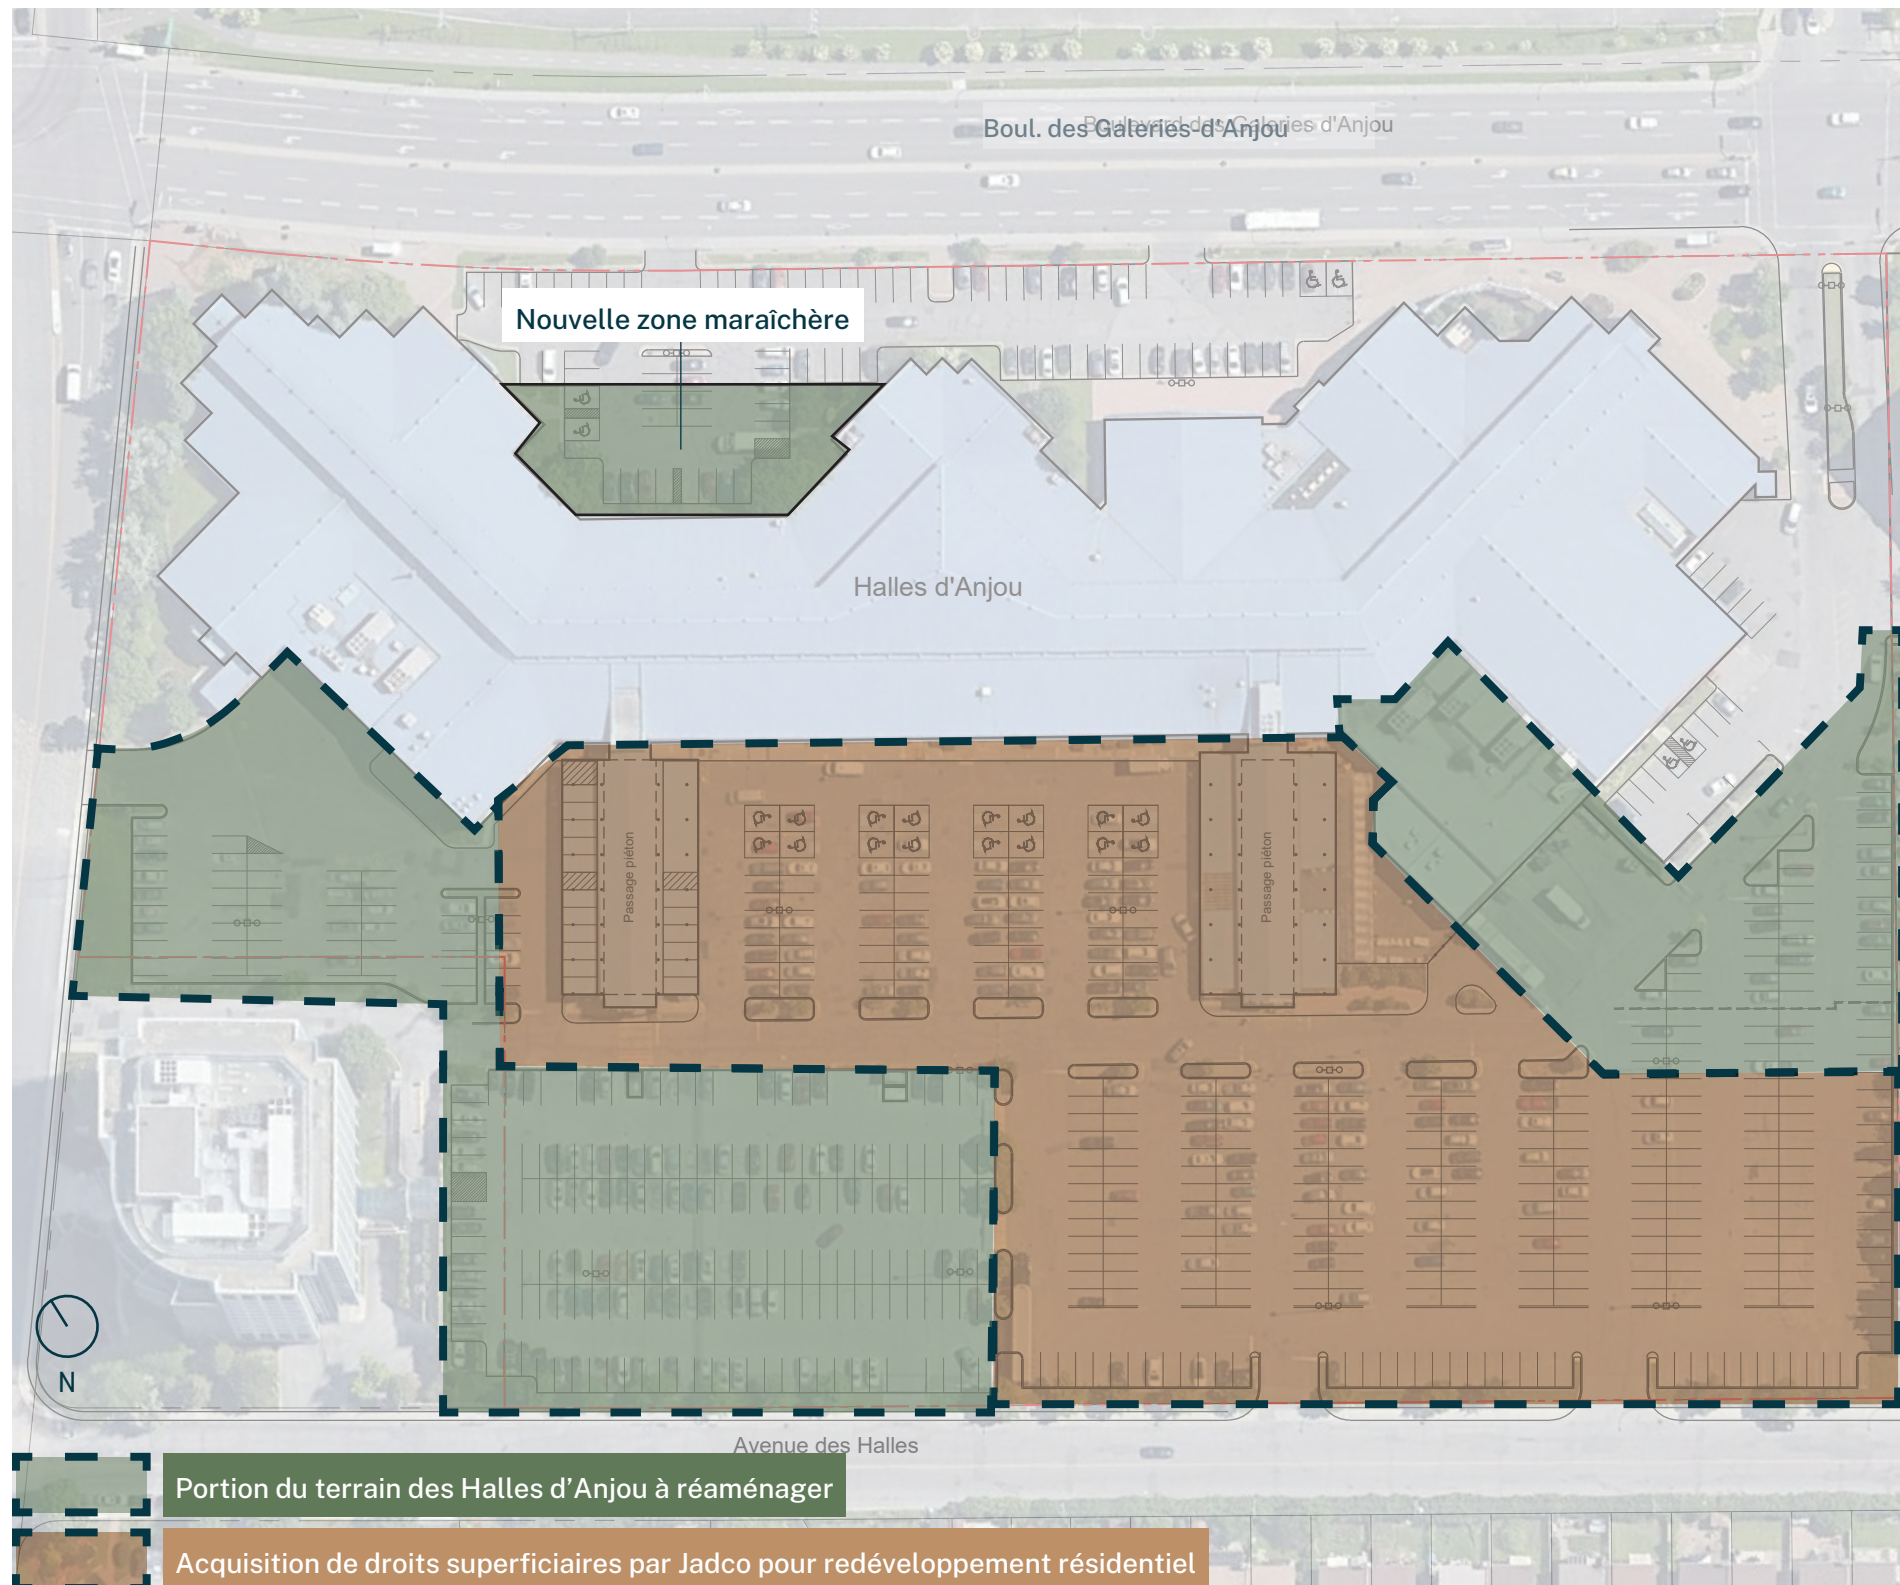 Boul. des Galeries-d'Anjou
Boulevard des Galeries d'Anjou
Nouvelle zone maraîchère
Halles d'Anjou
Passage piéton
Passage piéton
N
Avenue des Halles
Portion du terrain des Halles d'Anjou à réaménager
Acquisition de droits superficiaires par Jadco pour redéveloppement résidentiel